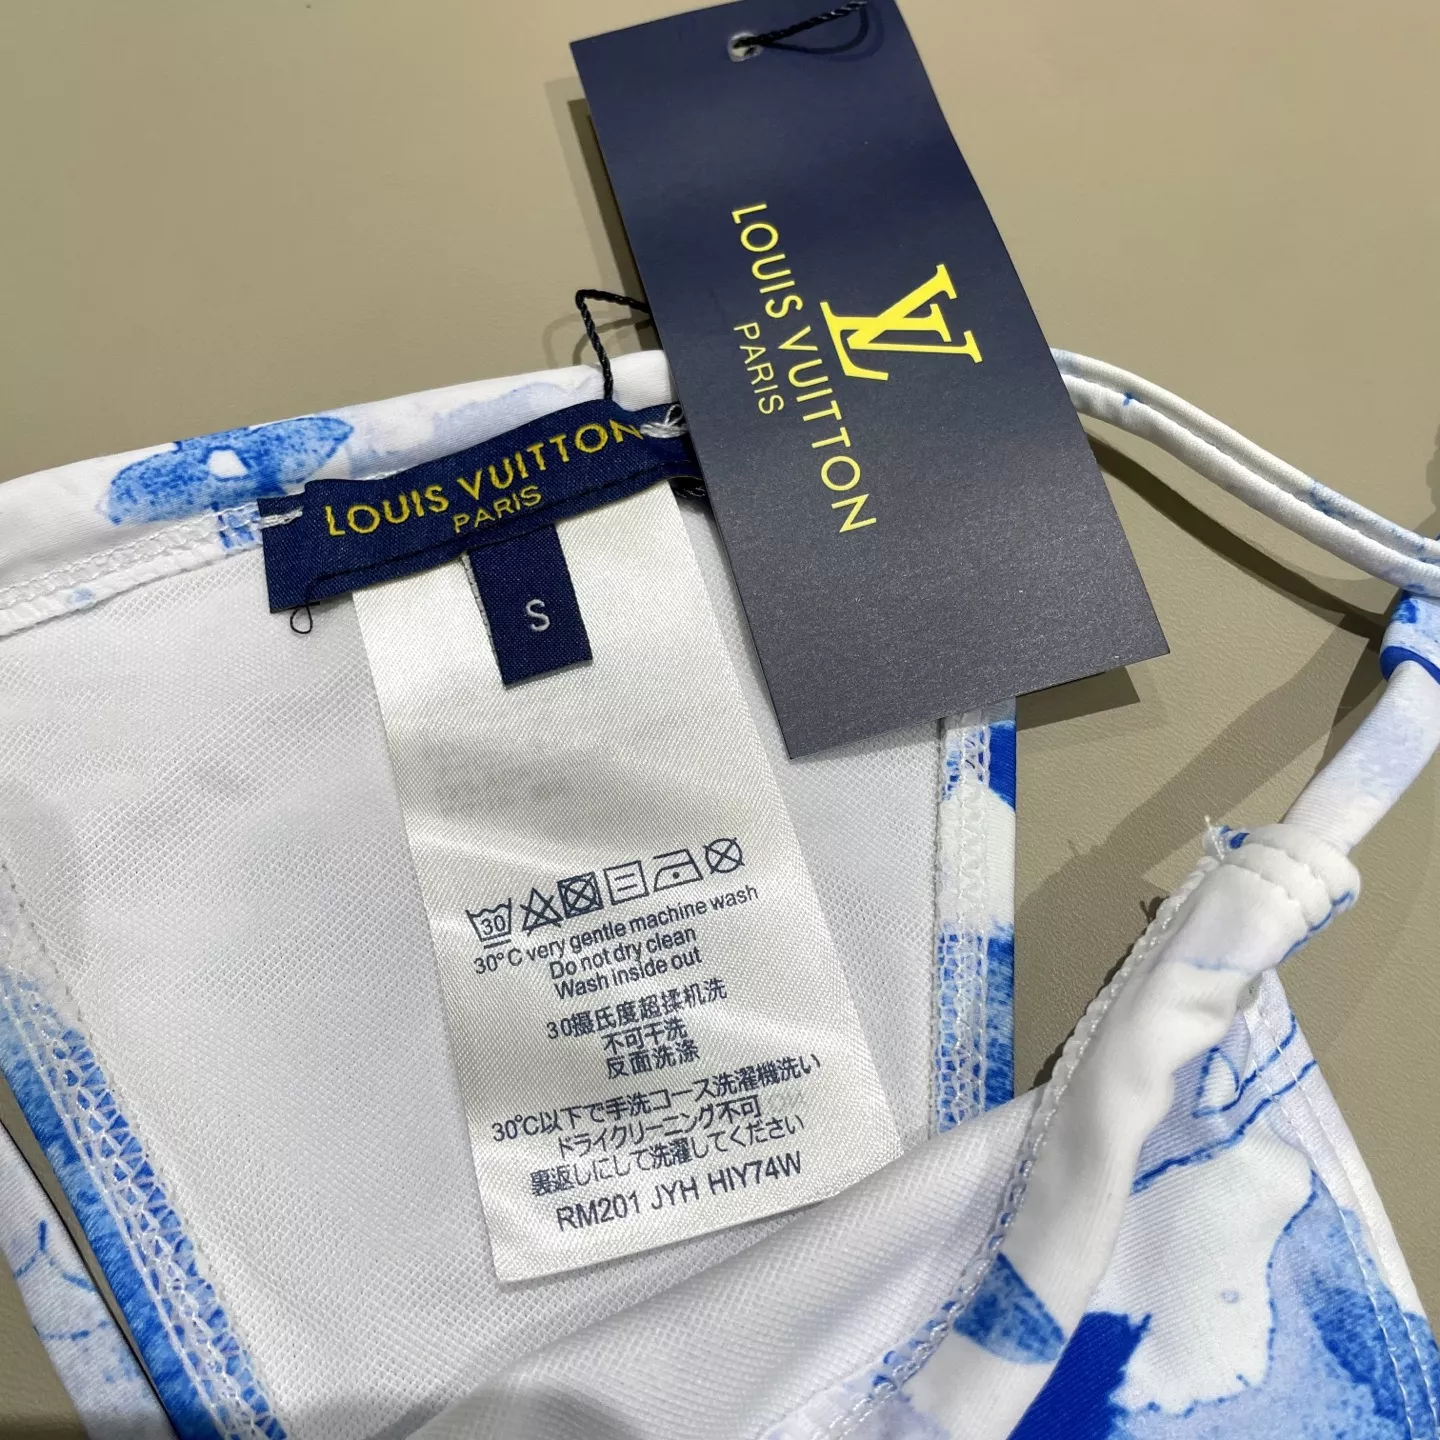 LV
LOUIS VUITTON
PARIS
LOUIS VUITTON
PARIS
S
30
30°C very gentle machine wash
Do not dry clean
Wash inside out
30摄氏度超揉机洗
不可干洗
反面洗涤
30℃以下で手洗コース洗濯機洗い
ドライクリーニング不可
裏返しにして洗濯してください
RM201 JYH HIY74W